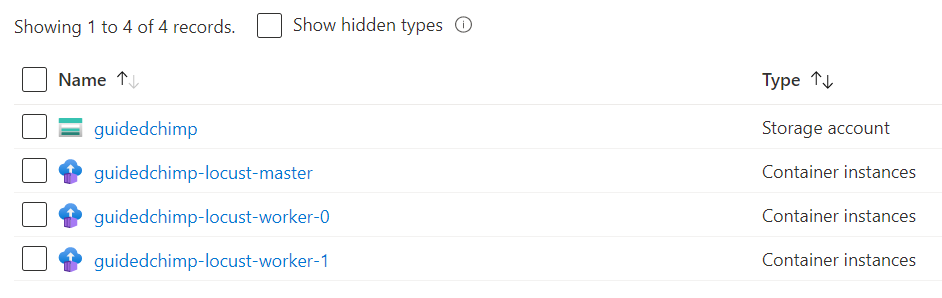 Showing 1 to 4 of 4 records. Show hidden types
Name Type
guidedchimp Storage account
guidedchimp-locust-master Container instances
guidedchimp-locust-worker-0 Container instances
guidedchimp-locust-worker-1 Container instances